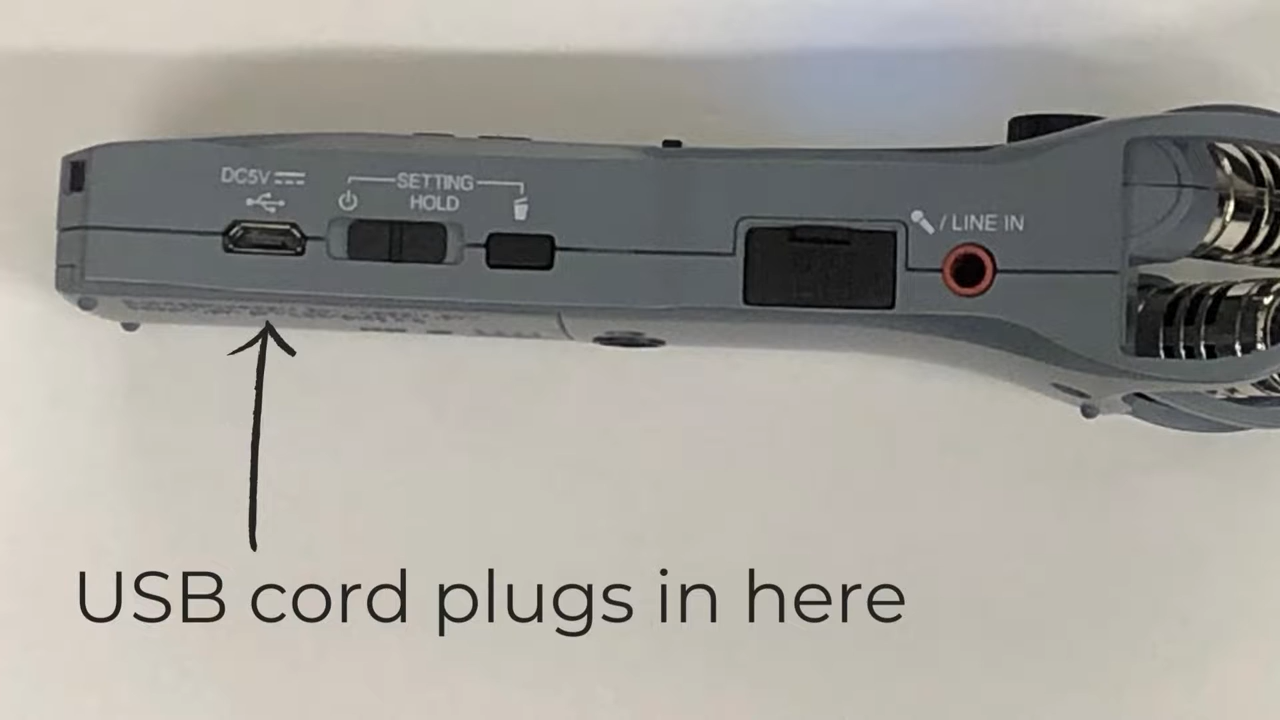 DC5V
SETTING
HOLD
/ LINE IN
USB cord plugs in here